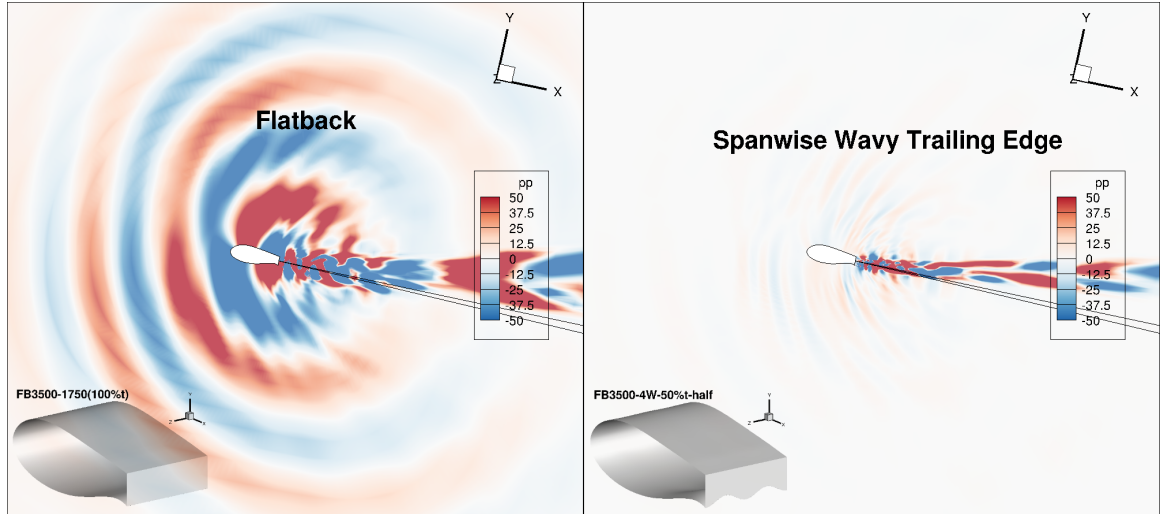 Y
Z
X
Flatback
pp
50
37.5
25
12.5
0
-12.5
-25
-37.5
-50
FB3500-1750(100%t)
Y
Z
X
Y
Z
X
Spanwise Wavy Trailing Edge
pp
50
37.5
25
12.5
0
-12.5
-25
-37.5
-50
FB3500-4W-50%t-half
Y
Z
X